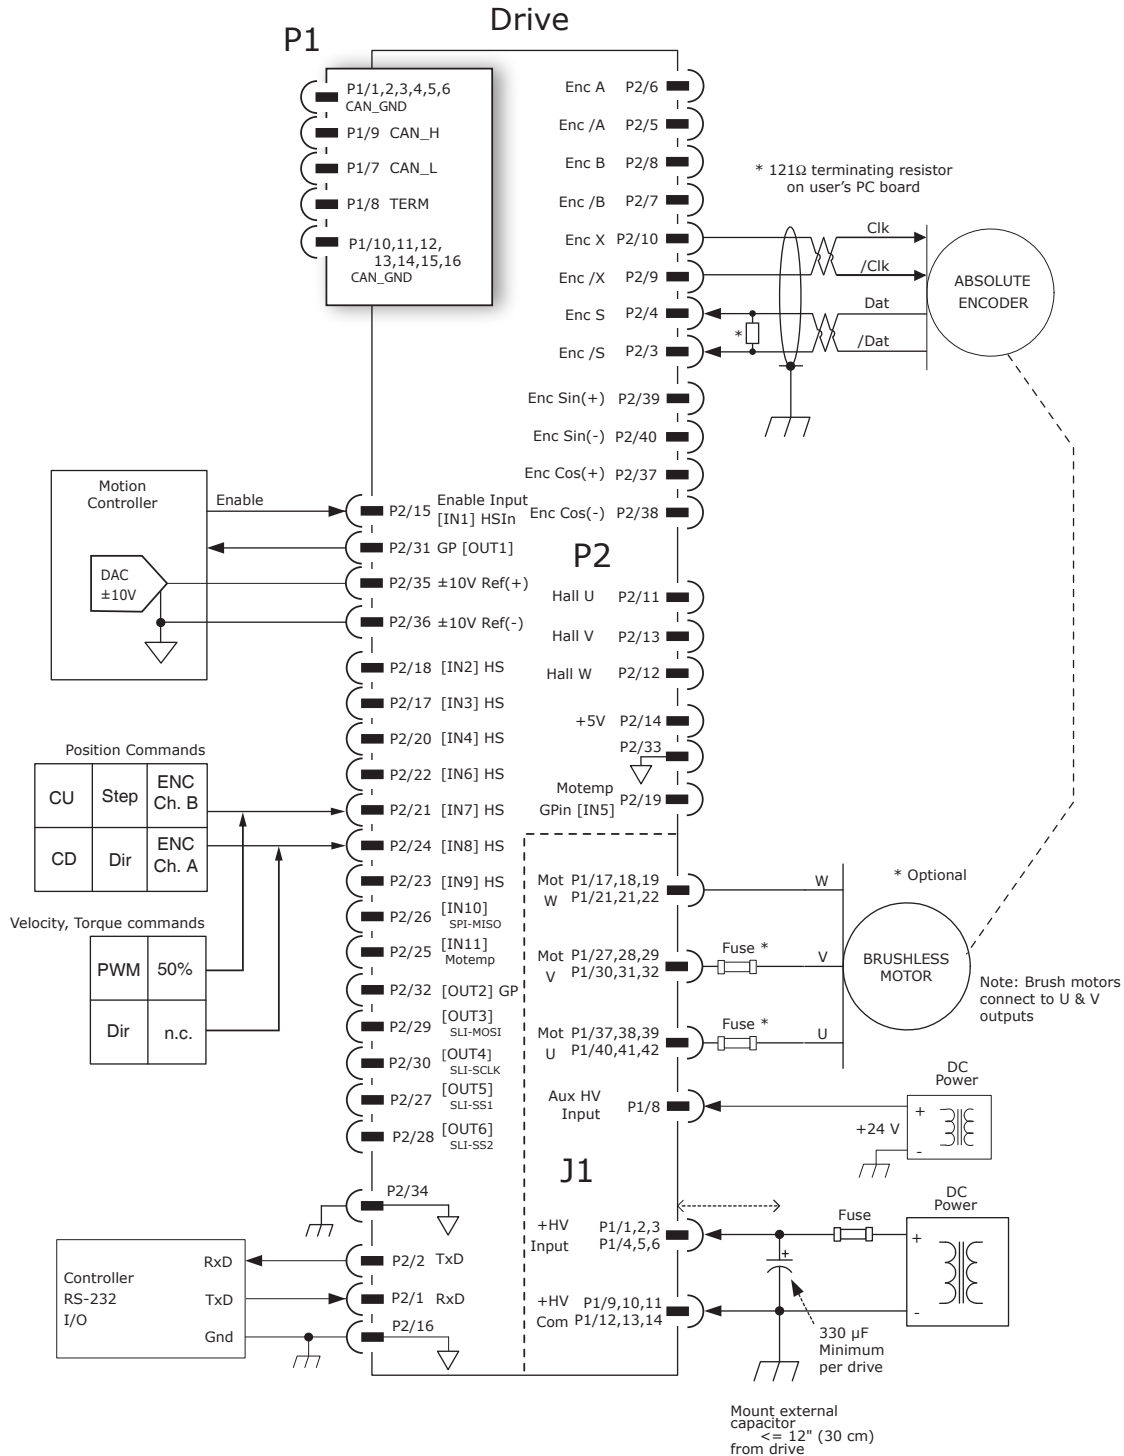 Drive
P1
P1/1,2,3,4,5,6
CAN_GND
P1/9 CAN_H
P1/7 CAN_L
P1/8 TERM
P1/10,11,12,
13,14,15,16
CAN_GND
Enc A P2/6
Enc /A P2/5
Enc B P2/8
Enc /B P2/7
Enc X P2/10
Enc /X P2/9
Enc S P2/4
Enc /S P2/3
Enc Sin(+) P2/39
Enc Sin(-) P2/40
Enc Cos(+) P2/37
Enc Cos(-) P2/38
* 121Ω terminating resistor
on user's PC board
Clk
/Clk
Dat
/Dat
*
ABSOLUTE
ENCODER
Motion
Controller
Enable
DAC
±10V
P2/15 Enable Input
[IN1] HSIn
P2/31 GP [OUT1]
P2/35 ±10V Ref(+)
P2/36 ±10V Ref(-)
P2/18 [IN2] HS
P2/17 [IN3] HS
P2/20 [IN4] HS
P2/22 [IN6] HS
P2/21 [IN7] HS
P2/24 [IN8] HS
P2/23 [IN9] HS
P2/26 [IN10]
SPI-MISO
P2/25 [IN11]
Motemp
P2/32 [OUT2] GP
P2/29 [OUT3]
SLI-MOSI
P2/30 [OUT4]
SLI-SCLK
P2/27 [OUT5]
SLI-SS1
P2/28 [OUT6]
SLI-SS2
P2/34
P2/2 TxD
P2/1 RxD
P2/16
Position Commands
CU Step ENC
Ch. B
CD Dir ENC
Ch. A
Velocity, Torque commands
PWM 50%
Dir n.c.
Controller
RS-232
I/O
RxD
TxD
Gnd
P2
Hall U P2/11
Hall V P2/13
Hall W P2/12
+5V P2/14
P2/33
Motemp
GPin [IN5] P2/19
Mot P1/17,18,19
W P1/21,21,22
Mot P1/27,28,29
V P1/30,31,32
Mot P1/37,38,39
U P1/40,41,42
Aux HV
Input P1/8
J1
+HV P1/1,2,3
Input P1/4,5,6
+HV P1/9,10,11
Com P1/12,13,14
W
Fuse *
V
Fuse *
U
* Optional
BRUSHLESS
MOTOR
Note: Brush motors
connect to U & V
outputs
DC
Power
+
+24 V
-
DC
Power
Fuse
+
-
+
330 µF
Minimum
per drive
Mount external
capacitor
<= 12" (30 cm)
from drive